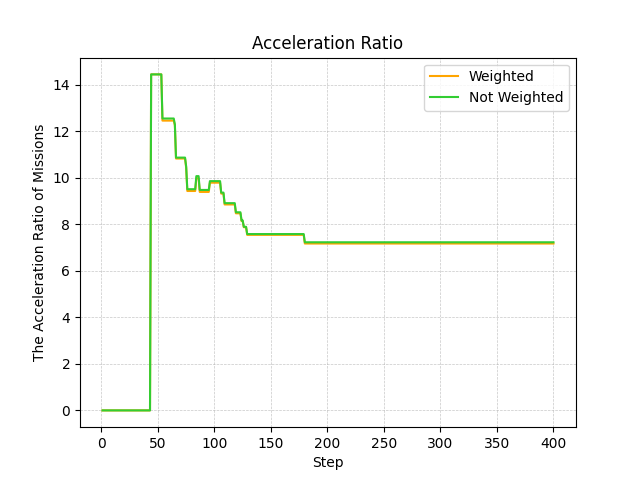 Acceleration Ratio
Weighted
Not Weighted
The Acceleration Ratio of Missions
14
12
10
8
6
4
2
0
0 50 100 150 200 250 300 350 400
Step